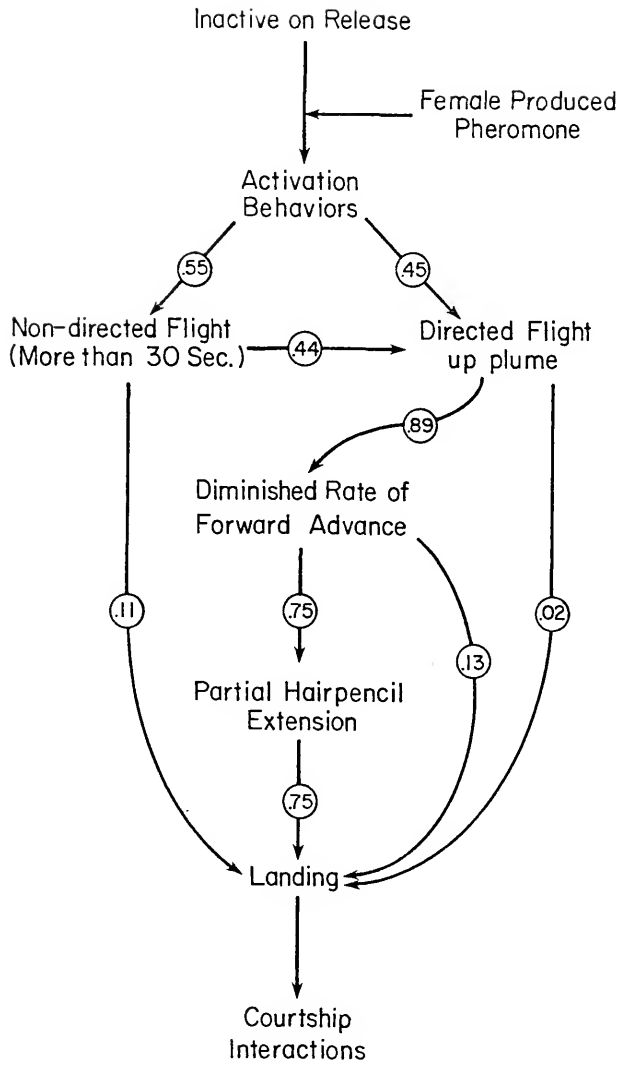 Inactive on Release
Female Produced
Pheromone
Activation
Behaviors
.55
.45
Non-directed Flight
(More than 30 Sec.)
.44
Directed Flight
up plume
.89
Diminished Rate of
Forward Advance
.11
.75
.02
.13
Partial Hairpencil
Extension
.75
Landing
Courtship
Interactions